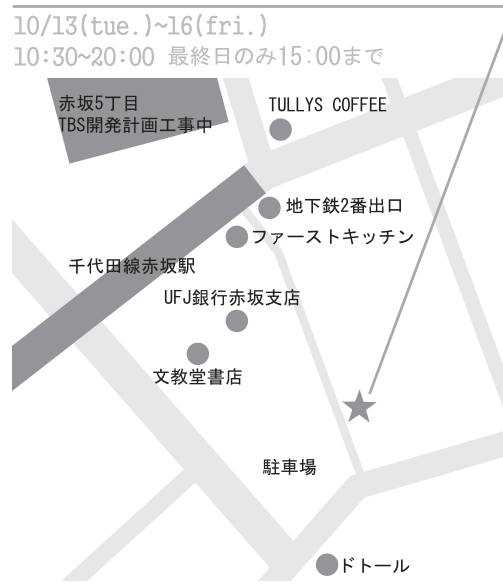 10/13(tue.)~16(fri.)
10:30~20:00 最終日のみ15:00まで
赤坂5丁目
TBS開発計画工事中
TULLYS COFFEE
地下鉄2番出口
ファーストキッチン
千代田線赤坂駅
UFJ銀行赤坂支店
文教堂書店
駐車場
ドトール